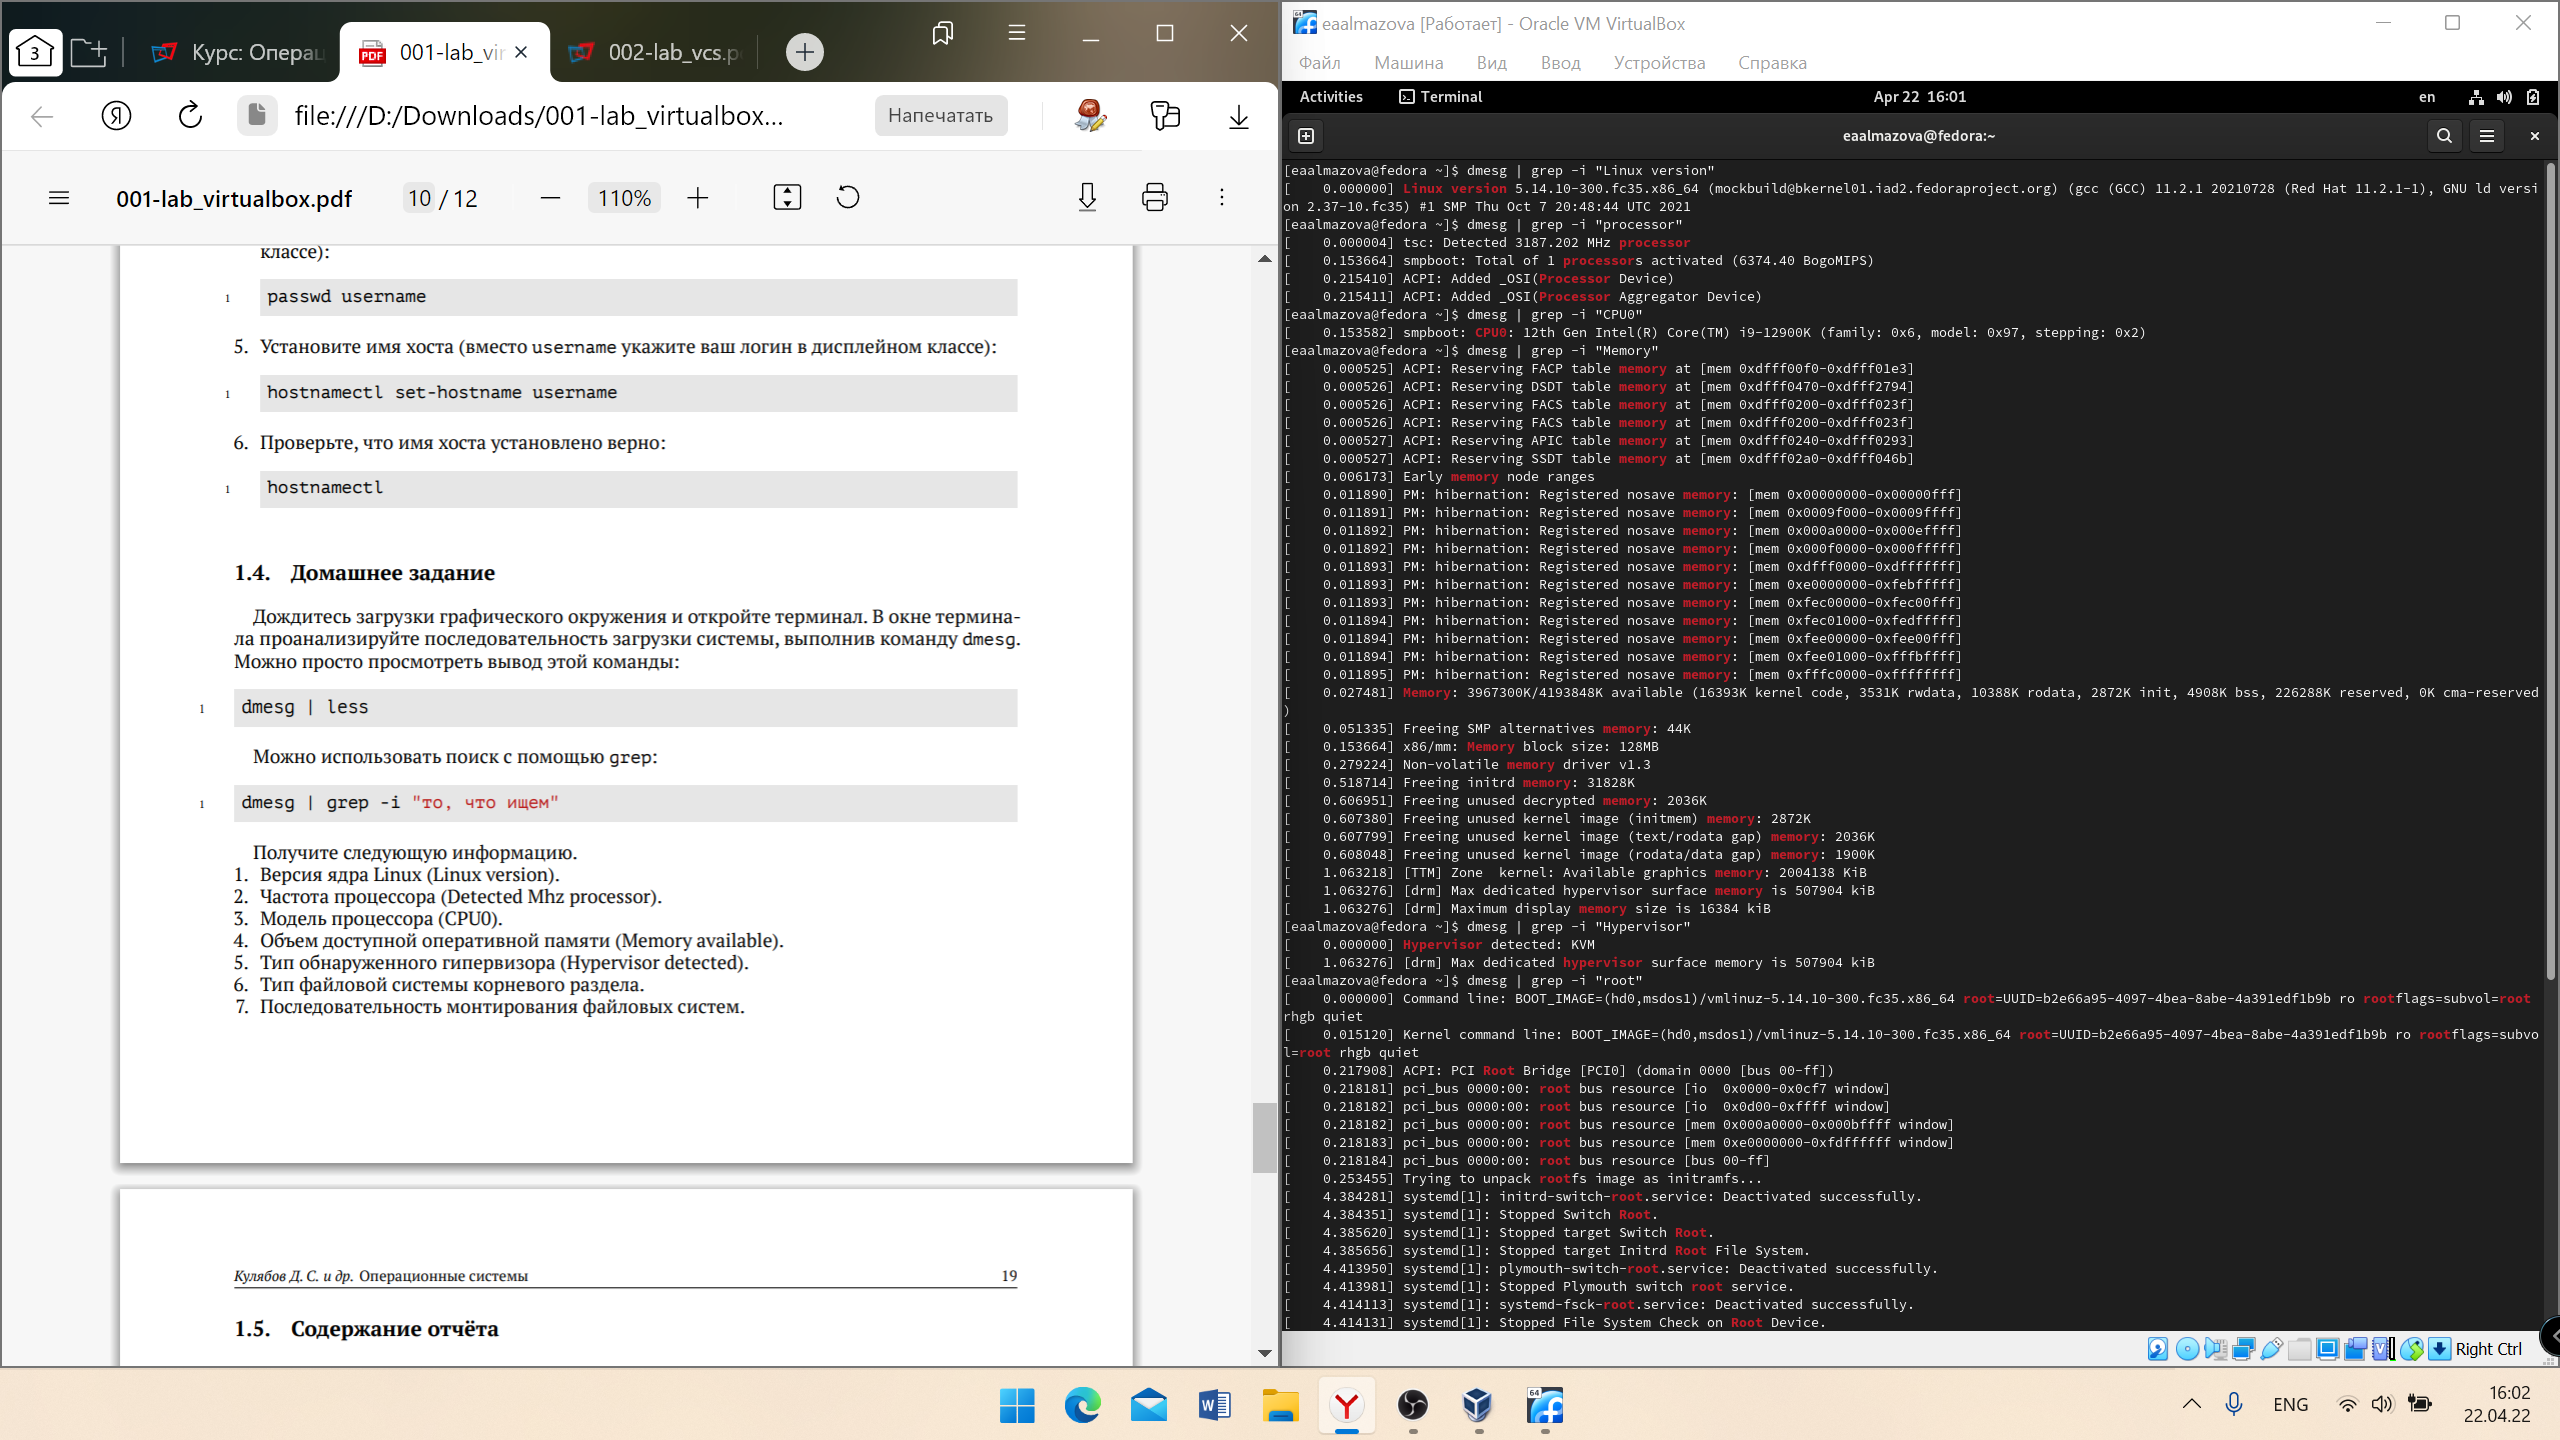 3
Курс: Операц
001-lab_vir
002-lab_vcs.p
file:///D:/Downloads/001-lab_virtualbox...
Напечатать
001-lab_virtualbox.pdf
10 / 12
110%
классе):
1 passwd username
5. Установите имя хоста (вместо username укажите ваш логин в дисплейном классе):
1 hostnamectl set-hostname username
6. Проверьте, что имя хоста установлено верно:
1 hostnamectl
1.4. Домашнее задание
Дождитесь загрузки графического окружения и откройте терминал. В окне термина-
ла проанализируйте последовательность загрузки системы, выполнив команду dmesg.
Можно просто просмотреть вывод этой команды:
1 dmesg | less
Можно использовать поиск с помощью grep:
1 dmesg | grep -i "то, что ищем"
Получите следующую информацию.
1. Версия ядра Linux (Linux version).
2. Частота процессора (Detected Mhz processor).
3. Модель процессора (CPU0).
4. Объем доступной оперативной памяти (Memory available).
5. Тип обнаруженного гипервизора (Hypervisor detected).
6. Тип файловой системы корневого раздела.
7. Последовательность монтирования файловых систем.
Кулябов Д. С. и др. Операционные системы 19
1.5. Содержание отчёта
eaalmazova [Работает] - Oracle VM VirtualBox
Файл Машина Вид Ввод Устройства Справка
Activities Terminal Apr 22 16:01 en
eaalmazova@fedora:~
[eaalmazova@fedora ~]$ dmesg | grep -i "Linux version"
[    0.000000] Linux version 5.14.10-300.fc35.x86_64 (mockbuild@bkernel01.iad2.fedoraproject.org) (gcc (GCC) 11.2.1 20210728 (Red Hat 11.2.1-1), GNU ld versi
on 2.37-10.fc35) #1 SMP Thu Oct 7 20:48:44 UTC 2021
[eaalmazova@fedora ~]$ dmesg | grep -i "processor"
[    0.000004] tsc: Detected 3187.202 MHz processor
[    0.153664] smpboot: Total of 1 processors activated (6374.40 BogoMIPS)
[    0.215410] ACPI: Added _OSI(Processor Device)
[    0.215411] ACPI: Added _OSI(Processor Aggregator Device)
[eaalmazova@fedora ~]$ dmesg | grep -i "CPU0"
[    0.153582] smpboot: CPU0: 12th Gen Intel(R) Core(TM) i9-12900K (family: 0x6, model: 0x97, stepping: 0x2)
[eaalmazova@fedora ~]$ dmesg | grep -i "Memory"
[    0.000525] ACPI: Reserving FACP table memory at [mem 0xdfff00f0-0xdfff01e3]
[    0.000526] ACPI: Reserving DSDT table memory at [mem 0xdfff0470-0xdfff2794]
[    0.000526] ACPI: Reserving FACS table memory at [mem 0xdfff0200-0xdfff023f]
[    0.000526] ACPI: Reserving FACS table memory at [mem 0xdfff0200-0xdfff023f]
[    0.000527] ACPI: Reserving APIC table memory at [mem 0xdfff0240-0xdfff0293]
[    0.000527] ACPI: Reserving SSDT table memory at [mem 0xdfff02a0-0xdfff046b]
[    0.006173] Early memory node ranges
[    0.011890] PM: hibernation: Registered nosave memory: [mem 0x00000000-0x00000fff]
[    0.011891] PM: hibernation: Registered nosave memory: [mem 0x0009f000-0x0009ffff]
[    0.011892] PM: hibernation: Registered nosave memory: [mem 0x000a0000-0x000effff]
[    0.011892] PM: hibernation: Registered nosave memory: [mem 0x000f0000-0x000fffff]
[    0.011893] PM: hibernation: Registered nosave memory: [mem 0xdfff0000-0xdfffffff]
[    0.011893] PM: hibernation: Registered nosave memory: [mem 0xe0000000-0xfebfffff]
[    0.011893] PM: hibernation: Registered nosave memory: [mem 0xfec00000-0xfec00fff]
[    0.011894] PM: hibernation: Registered nosave memory: [mem 0xfec01000-0xfedfffff]
[    0.011894] PM: hibernation: Registered nosave memory: [mem 0xfee00000-0xfee00fff]
[    0.011894] PM: hibernation: Registered nosave memory: [mem 0xfee01000-0xfffbffff]
[    0.011895] PM: hibernation: Registered nosave memory: [mem 0xfffc0000-0xffffffff]
[    0.027481] Memory: 3967300K/4193848K available (16393K kernel code, 3531K rwdata, 10388K rodata, 2872K init, 4908K bss, 226288K reserved, 0K cma-reserved
)
[    0.051335] Freeing SMP alternatives memory: 44K
[    0.153664] x86/mm: Memory block size: 128MB
[    0.279224] Non-volatile memory driver v1.3
[    0.518714] Freeing initrd memory: 31828K
[    0.606951] Freeing unused decrypted memory: 2036K
[    0.607380] Freeing unused kernel image (initmem) memory: 2872K
[    0.607799] Freeing unused kernel image (text/rodata gap) memory: 2036K
[    0.608048] Freeing unused kernel image (rodata/data gap) memory: 1900K
[    1.063218] [TTM] Zone  kernel: Available graphics memory: 2004138 KiB
[    1.063276] [drm] Max dedicated hypervisor surface memory is 507904 kiB
[    1.063276] [drm] Maximum display memory size is 16384 kiB
[eaalmazova@fedora ~]$ dmesg | grep -i "Hypervisor"
[    0.000000] Hypervisor detected: KVM
[    1.063276] [drm] Max dedicated hypervisor surface memory is 507904 kiB
[eaalmazova@fedora ~]$ dmesg | grep -i "root"
[    0.000000] Command line: BOOT_IMAGE=(hd0,msdos1)/vmlinuz-5.14.10-300.fc35.x86_64 root=UUID=b2e66a95-4097-4bea-8abe-4a391edf1b9b ro rootflags=subvol=root
rhgb quiet
[    0.015120] Kernel command line: BOOT_IMAGE=(hd0,msdos1)/vmlinuz-5.14.10-300.fc35.x86_64 root=UUID=b2e66a95-4097-4bea-8abe-4a391edf1b9b ro rootflags=subvo
l=root rhgb quiet
[    0.217908] ACPI: PCI Root Bridge [PCI0] (domain 0000 [bus 00-ff])
[    0.218181] pci_bus 0000:00: root bus resource [io  0x0000-0x0cf7 window]
[    0.218182] pci_bus 0000:00: root bus resource [io  0x0d00-0xffff window]
[    0.218182] pci_bus 0000:00: root bus resource [mem 0x000a0000-0x000bffff window]
[    0.218183] pci_bus 0000:00: root bus resource [mem 0xe0000000-0xfdffffff window]
[    0.218184] pci_bus 0000:00: root bus resource [bus 00-ff]
[    0.253455] Trying to unpack rootfs image as initramfs...
[    4.384281] systemd[1]: initrd-switch-root.service: Deactivated successfully.
[    4.384351] systemd[1]: Stopped Switch Root.
[    4.385620] systemd[1]: Stopped target Switch Root.
[    4.385656] systemd[1]: Stopped target Initrd Root File System.
[    4.413950] systemd[1]: plymouth-switch-root.service: Deactivated successfully.
[    4.413981] systemd[1]: Stopped Plymouth switch root service.
[    4.414113] systemd[1]: systemd-fsck-root.service: Deactivated successfully.
[    4.414131] systemd[1]: Stopped File System Check on Root Device.
Right Ctrl
ENG
16:02
22.04.22